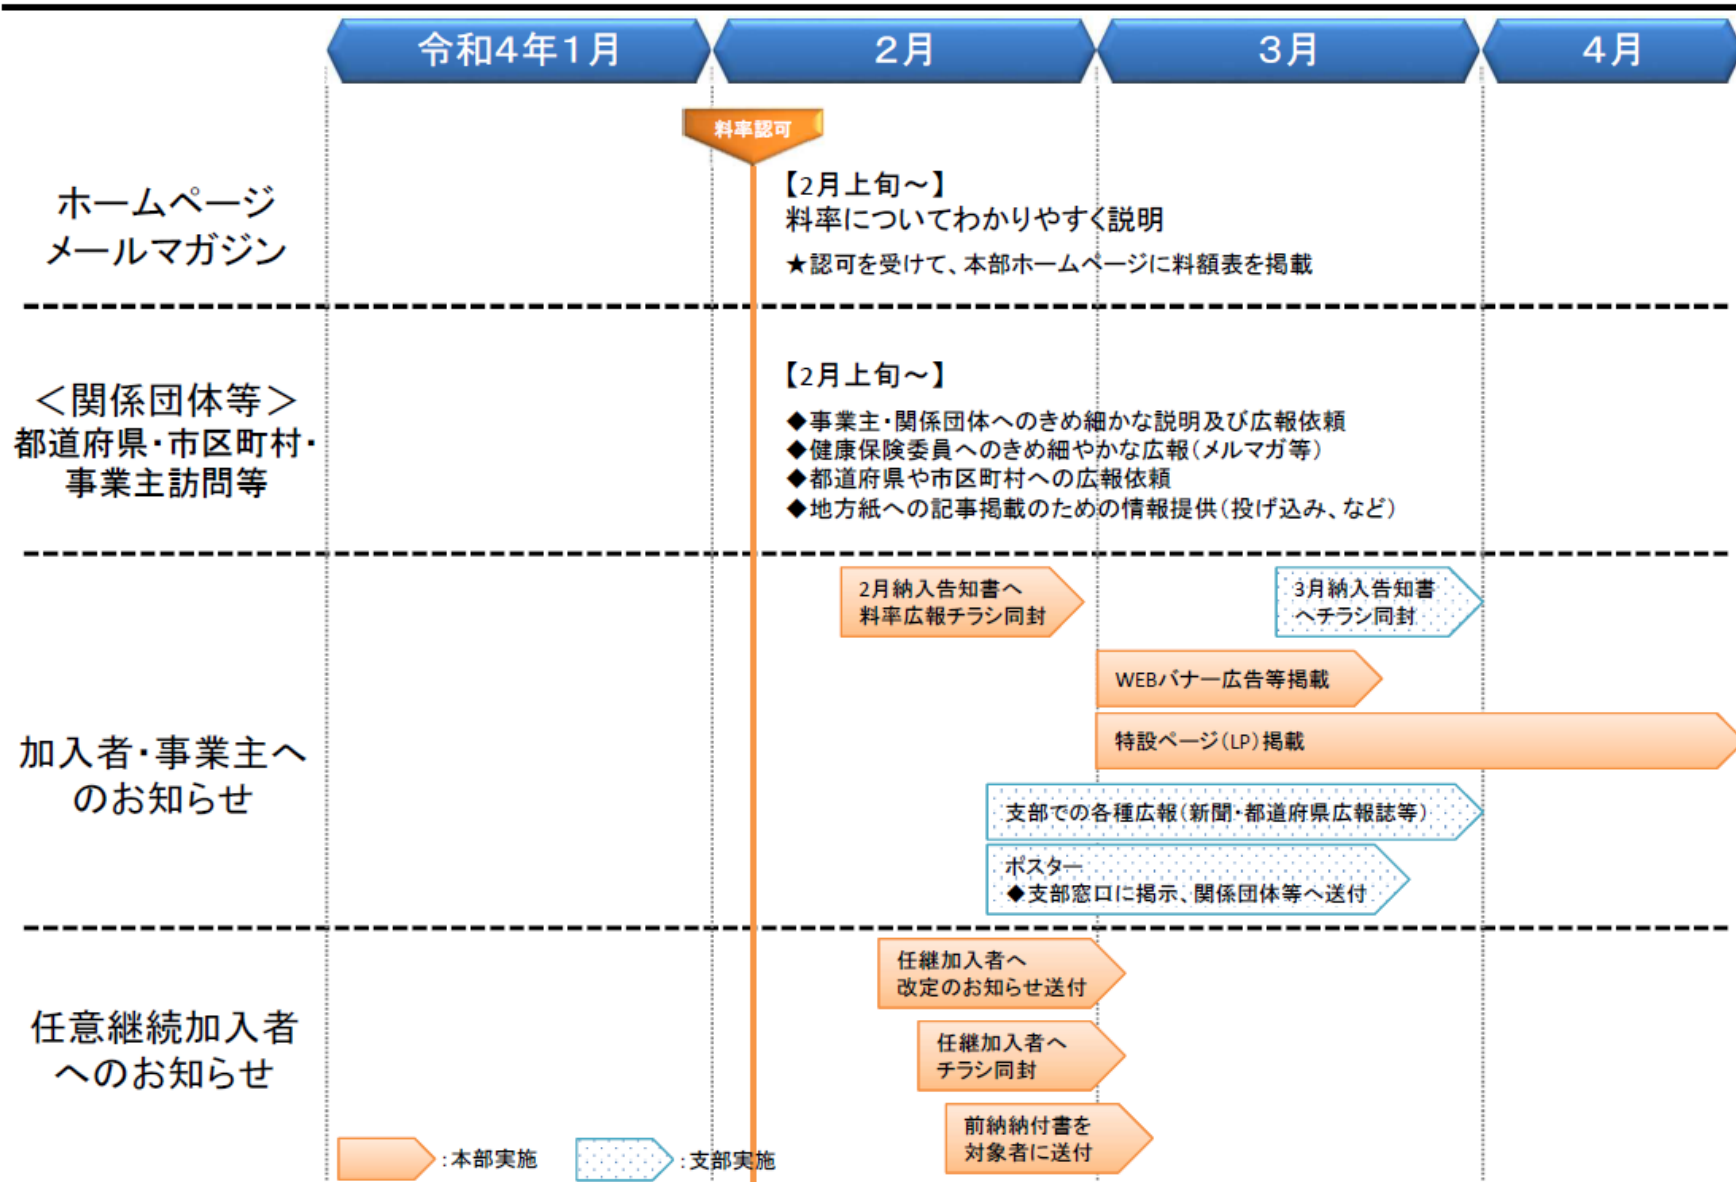 令和4年1月
2月
3月
4月
料率認可
ホームページ
メールマガジン
【2月上旬～】
料率についてわかりやすく説明
★認可を受けて、本部ホームページに料額表を掲載
＜関係団体等＞
都道府県・市区町村・
事業主訪問等
【2月上旬～】
◆事業主・関係団体へのきめ細かな説明及び広報依頼
◆健康保険委員へのきめ細やかな広報（メルマガ等）
◆都道府県や市区町村への広報依頼
◆地方紙への記事掲載のための情報提供（投げ込み、など）
加入者・事業主へ
のお知らせ
2月納入告知書へ
料率広報チラシ同封
3月納入告知書
へチラシ同封
WEBバナー広告等掲載
特設ページ（LP）掲載
支部での各種広報（新聞・都道府県広報誌等）
ポスター
◆支部窓口に掲示、関係団体等へ送付
任意継続加入者
へのお知らせ
任継加入者へ
改定のお知らせ送付
任継加入者へ
チラシ同封
前納納付書を
対象者に送付
：本部実施
：支部実施